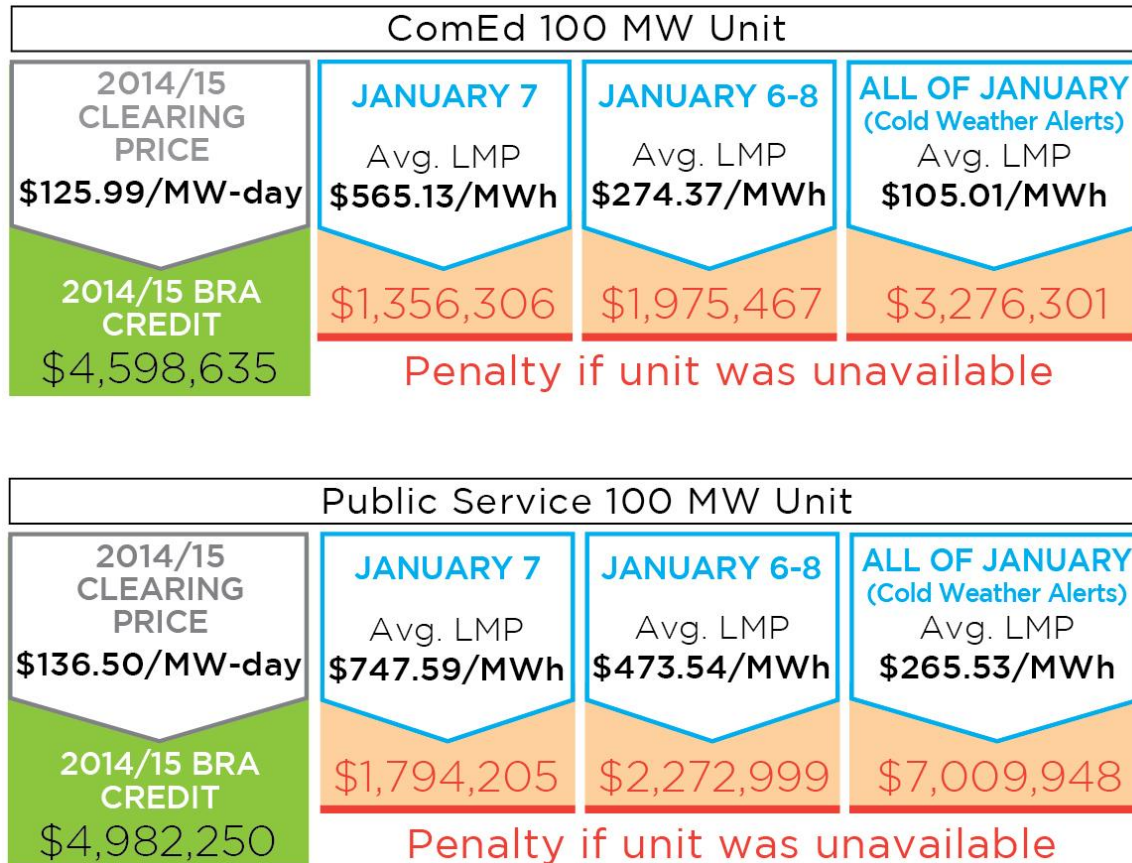 ComEd 100 MW Unit
2014/15
CLEARING
PRICE
$125.99/MW-day
2014/15 BRA
CREDIT
$4,598,635
JANUARY 7
Avg. LMP
$565.13/MWh
$1,356,306
JANUARY 6-8
Avg. LMP
$274.37/MWh
$1,975,467
ALL OF JANUARY
(Cold Weather Alerts)
Avg. LMP
$105.01/MWh
$3,276,301
Penalty if unit was unavailable
Public Service 100 MW Unit
2014/15
CLEARING
PRICE
$136.50/MW-day
2014/15 BRA
CREDIT
$4,982,250
JANUARY 7
Avg. LMP
$747.59/MWh
$1,794,205
JANUARY 6-8
Avg. LMP
$473.54/MWh
$2,272,999
ALL OF JANUARY
(Cold Weather Alerts)
Avg. LMP
$265.53/MWh
$7,009,948
Penalty if unit was unavailable